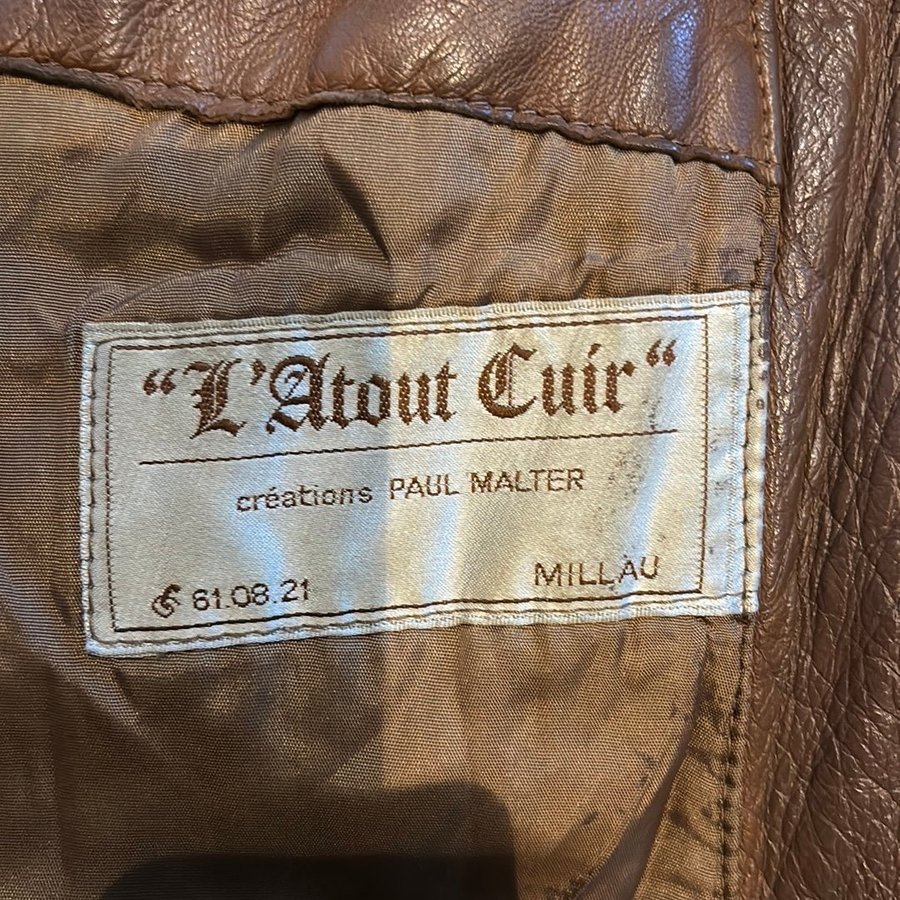 “L'Atout Cuir“
créations PAUL MALTER
61.08.21 MILLAU